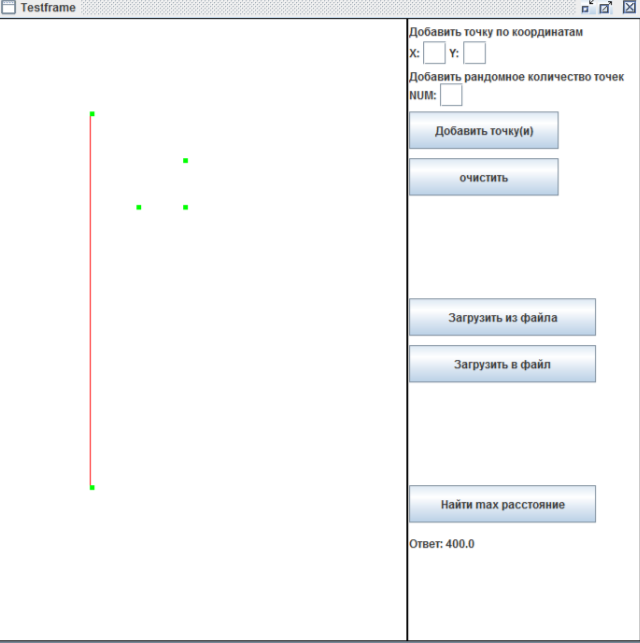 Testframe
Добавить точку по координатам
X: Y:
Добавить рандомное количество точек
NUM:
Добавить точку(и)
очистить
Загрузить из файла
Загрузить в файл
Найти max расстояние
Ответ: 400.0